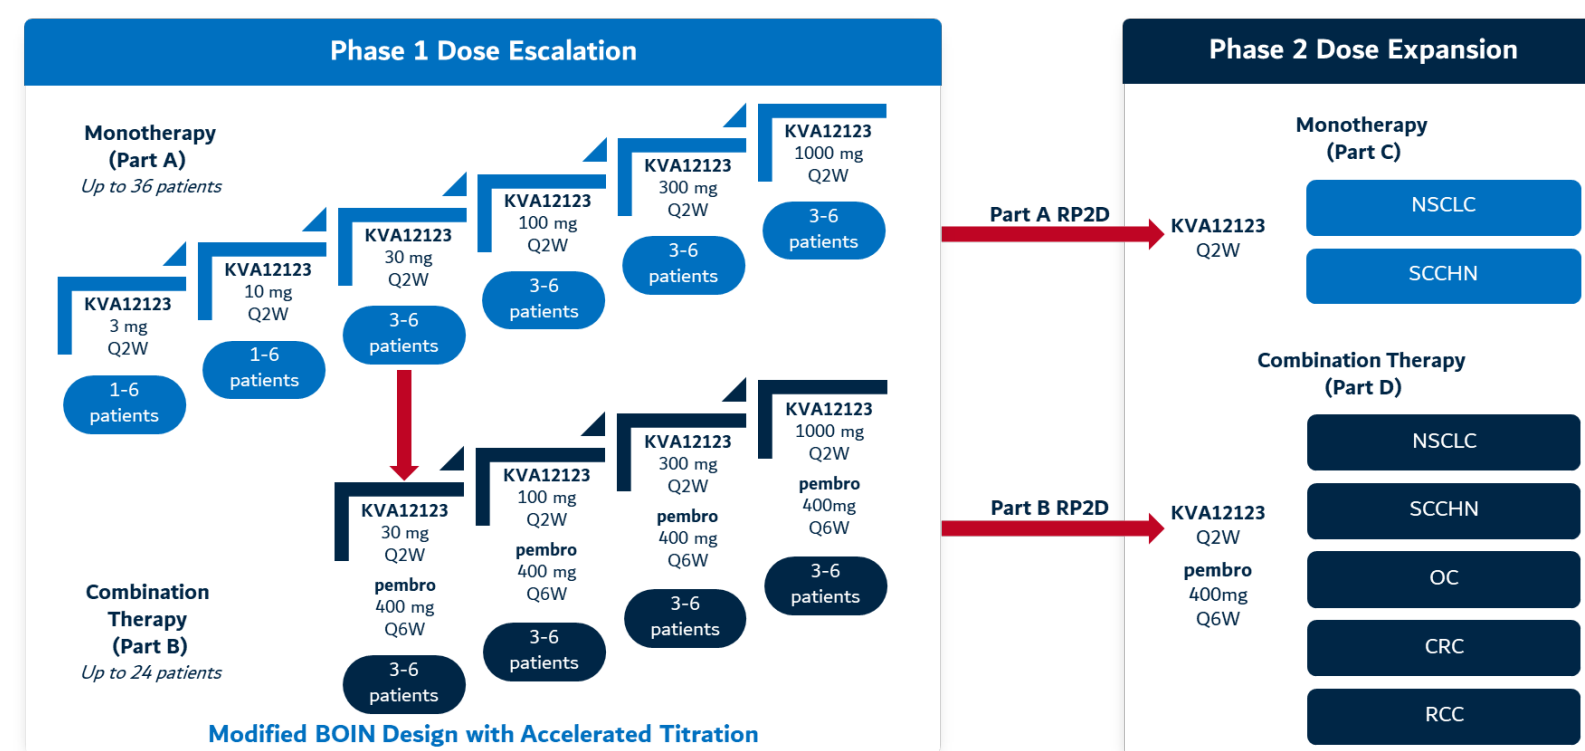 Phase 1 Dose Escalation
Monotherapy
(Part A)
Up to 36 patients
KVA12123
3 mg
Q2W
1-6
patients
KVA12123
10 mg
Q2W
1-6
patients
KVA12123
30 mg
Q2W
3-6
patients
KVA12123
100 mg
Q2W
3-6
patients
KVA12123
300 mg
Q2W
3-6
patients
KVA12123
1000 mg
Q2W
3-6
patients
Combination
Therapy
(Part B)
Up to 24 patients
KVA12123
30 mg
Q2W
pembro
400 mg
Q6W
3-6
patients
KVA12123
100 mg
Q2W
pembro
400 mg
Q6W
3-6
patients
KVA12123
300 mg
Q2W
pembro
400 mg
Q6W
3-6
patients
KVA12123
1000 mg
Q2W
pembro
400mg
Q6W
3-6
patients
Modified BOIN Design with Accelerated Titration
Part A RP2D
Part B RP2D
Phase 2 Dose Expansion
Monotherapy
(Part C)
KVA12123
Q2W
NSCLC
SCCHN
Combination Therapy
(Part D)
KVA12123
Q2W
pembro
400mg
Q6W
NSCLC
SCCHN
OC
CRC
RCC